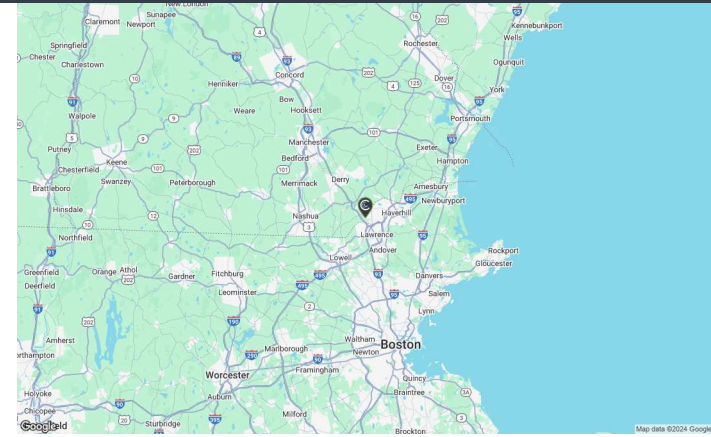 New London
Claremont
Sunapee
Newport
Kennebunkport
Wells
Rochester
Ogunquit
Springfield
Chester
Charlestown
Concord
Dover
York
Henniker
Bow
Weare
Hooksett
Portsmouth
Walpole
Manchester
Exeter
Putney
Bedford
Hampton
Keene
Chesterfield
Swanzey
Peterborough
Merrimack
Derry
Amesbury
Newburyport
Brattleboro
Hinsdale
Nashua
Haverhill
Northfield
Lawrence
Andover
Rockport
Gloucester
Lowell
Greenfield
Orange
Athol
Gardner
Fitchburg
Deerfield
Leominster
Danvers
Salem
Lynn
Amherst
Waltham
Boston
Marlborough
Newton
orthampton
Framingham
Worcester
Quincy
Auburn
Braintree
Holyoke
Chicopee
Milford
Sturbridge
Brockton
Google
eld
Map data ©2024 Google